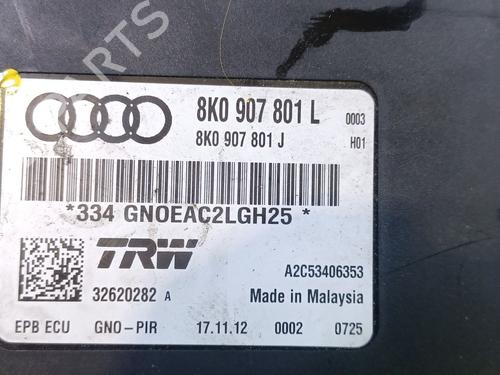 PARTS
8K0 907 801 L 0003
8K0 907 801 J H01
*334 GNOEAC2LGH25 *
TRW A2C53406353
32620282 A Made in Malaysia
EPB ECU GNO-PIR 17.11.12 0002 0725